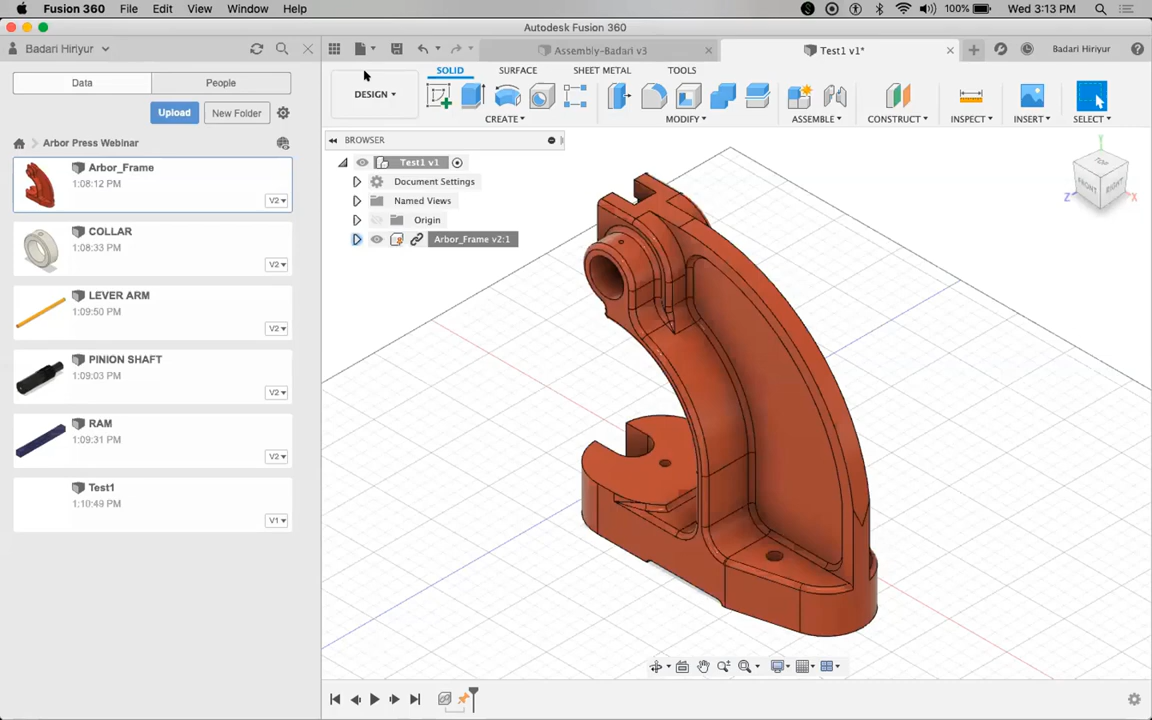 Fusion 360 File Edit View Window Help 100% Wed 3:13 PM
Autodesk Fusion 360
Badari Hiriyur
Assembly-Badari v3
Test1 v1*
Badari Hiriyur
Data People
Upload New Folder
Arbor Press Webinar
Arbor_Frame
1:08:12 PM
V2
COLLAR
1:08:33 PM
V2
LEVER ARM
1:09:50 PM
V2
PINION SHAFT
1:09:03 PM
V2
RAM
1:09:31 PM
V2
Test1
1:10:49 PM
V1
DESIGN
SOLID SURFACE SHEET METAL TOOLS
CREATE MODIFY ASSEMBLE CONSTRUCT INSPECT INSERT SELECT
BROWSER
Test1 v1
Document Settings
Named Views
Origin
Arbor_Frame v2:1
Y
TOP
FRONT RIGHT
Z X